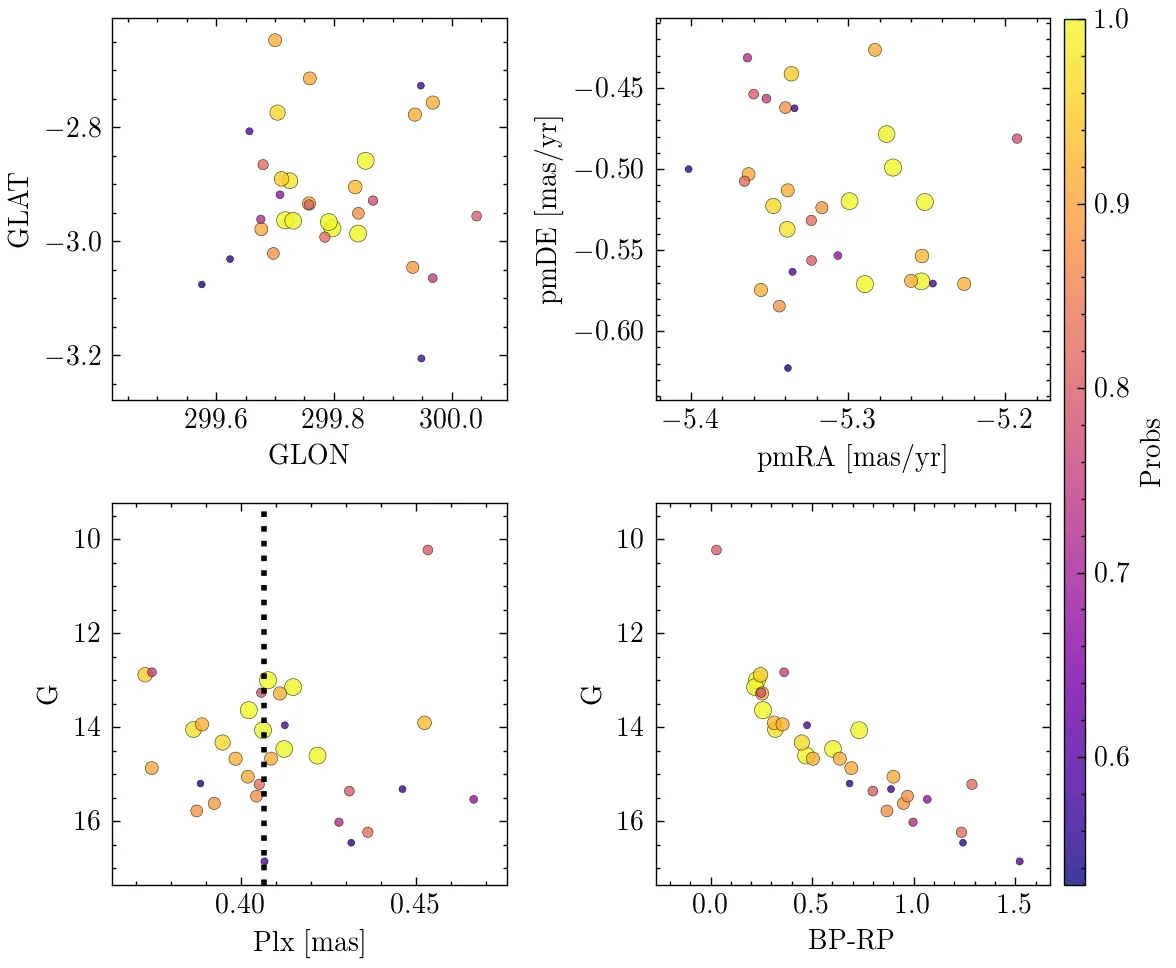 −2.8
−3.0
−3.2
GLAT
299.6 299.8 300.0
GLON
−0.45
−0.50
−0.55
−0.60
pmDE [mas/yr]
−5.4 −5.3 −5.2
pmRA [mas/yr]
1.0
0.9
0.8
0.7
0.6
Probs
10
12
14
16
G
0.40 0.45
Plx [mas]
10
12
14
16
G
0.0 0.5 1.0 1.5
BP-RP